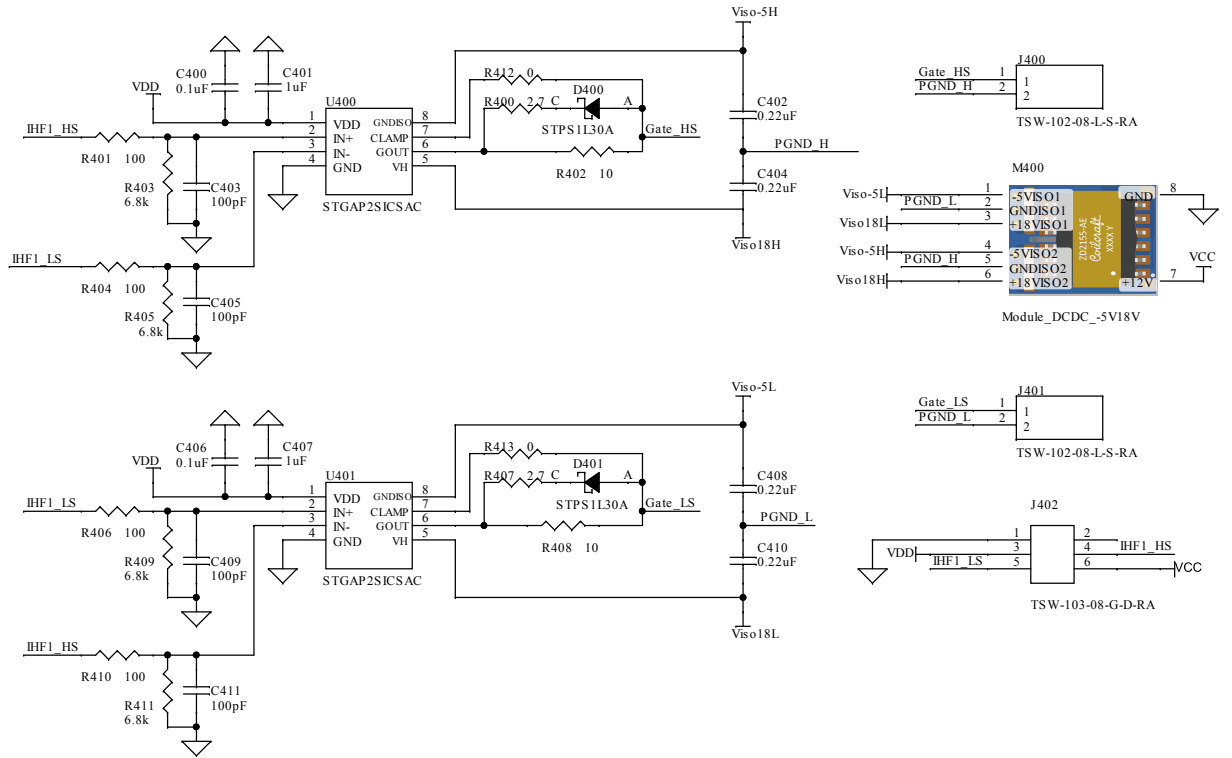 Viso-5H
C400
0.1uF
C401
1uF
VDD
U400
1 VDD GNDISO 8
2 IN+ CLAMP 7
3 IN- GOUT 6
4 GND VH 5
STGAP2SICSAC
IHF1_HS
R401 100
R403
6.8k
C403
100pF
IHF1_LS
R404 100
R405
6.8k
C405
100pF
R412 0
R400 2.7 C D400 A
STPS1L30A
Gate_HS
R402 10
C402
0.22uF
PGND_H
C404
0.22uF
Viso18H
J400
Gate_HS 1 1
PGND_H 2 2
TSW-102-08-L-S-RA
M400
Viso-5L 1 -5VISO1 GND 8
PGND_L 2 GNDISO1
Viso18L 3 +18VISO1
ZD2155-AE
Coilcraft
XXXX Y
Viso-5H 4 -5VISO2
PGND_H 5 GNDISO2
Viso18H 6 +18VISO2 +12V 7
VCC
Module_DCDC_-5V18V
Viso-5L
C406
0.1uF
C407
1uF
VDD
U401
1 VDD GNDISO 8
2 IN+ CLAMP 7
3 IN- GOUT 6
4 GND VH 5
STGAP2SICSAC
IHF1_LS
R406 100
R409
6.8k
C409
100pF
IHF1_HS
R410 100
R411
6.8k
C411
100pF
R413 0
R407 2.7 C D401 A
STPS1L30A
Gate_LS
R408 10
C408
0.22uF
PGND_L
C410
0.22uF
Viso18L
J401
Gate_LS 1 1
PGND_L 2 2
TSW-102-08-L-S-RA
J402
1 2
VDD 3 4 IHF1_HS
IHF1_LS 5 6 VCC
TSW-103-08-G-D-RA